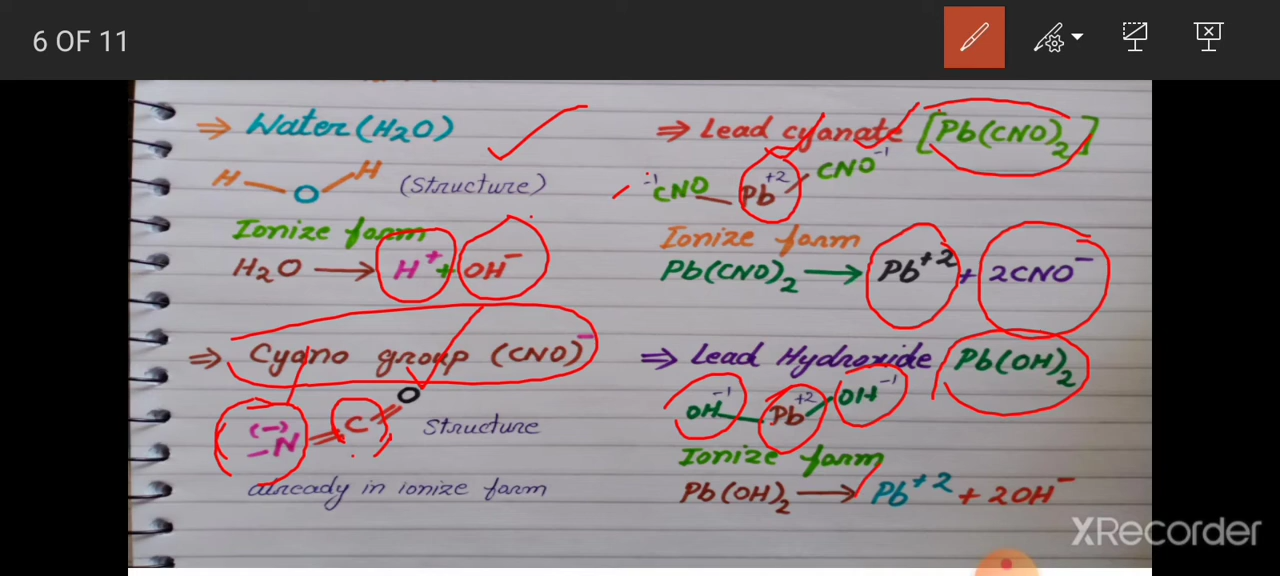 6 OF 11
⇒ Water (H2O)
H O H (Structure)
Ionize form
H2O → H+ + OH-
⇒ Cyano group (CNO)-
(-) N = C = O Structure
already in ionize form
⇒ Lead cyanate [Pb(CNO)2]
-1 CNO Pb+2 CNO-1
Ionize form
Pb(CNO)2 → Pb+2 + 2CNO-
⇒ Lead Hydroxide Pb(OH)2
OH-1 Pb+2 OH-1
Ionize form
Pb(OH)2 → Pb+2 + 2OH-
XRecorder